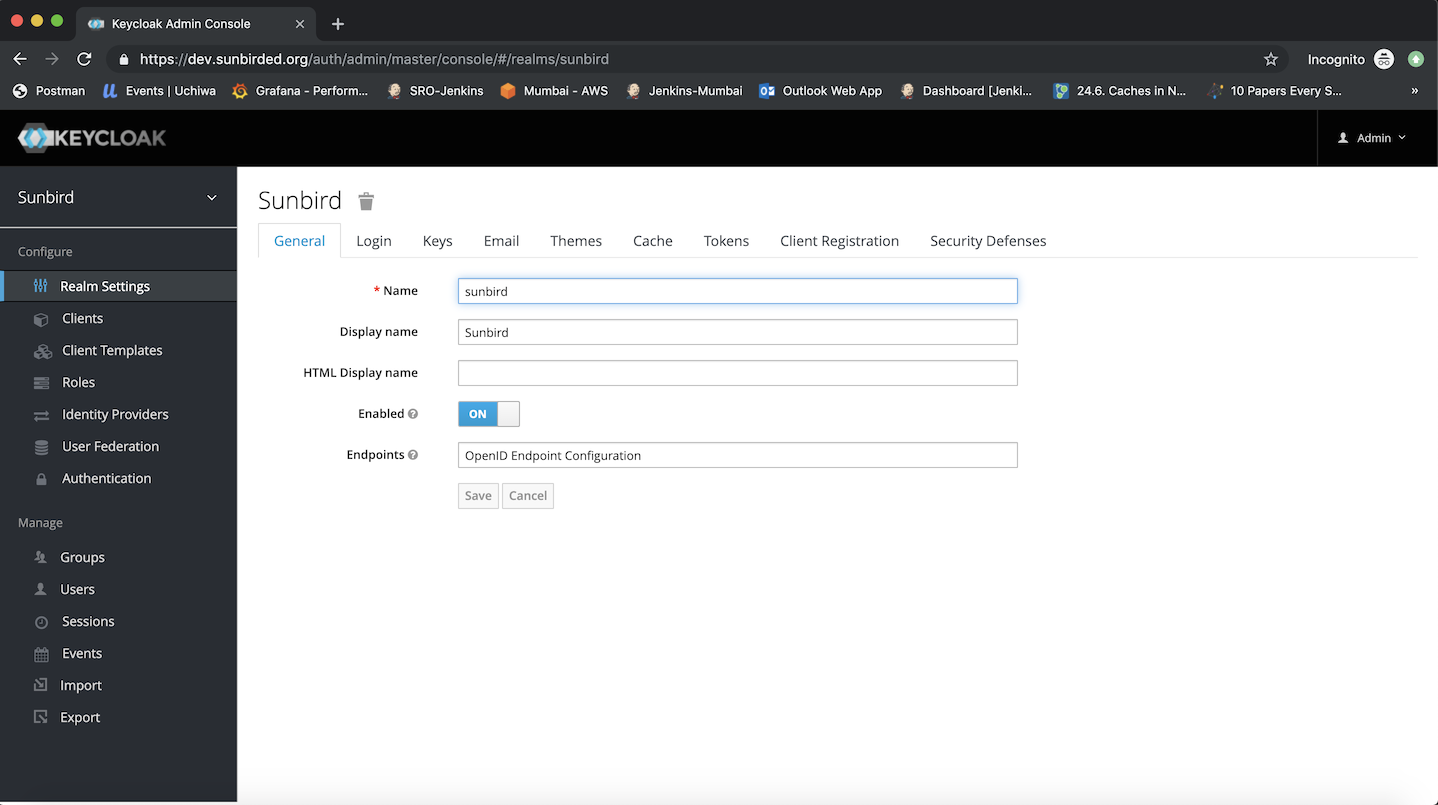 Keycloak Admin Console
https://dev.sunbirded.org/auth/admin/master/console/#/realms/sunbird
Incognito
Postman
Events | Uchiwa
Grafana - Perform...
SRO-Jenkins
Mumbai - AWS
Jenkins-Mumbai
Outlook Web App
Dashboard [Jenki...
24.6. Caches in N...
10 Papers Every S...
»
KEYCLOAK
Admin
Sunbird
Configure
Realm Settings
Clients
Client Templates
Roles
Identity Providers
User Federation
Authentication
Manage
Groups
Users
Sessions
Events
Import
Export
Sunbird
General Login Keys Email Themes Cache Tokens Client Registration Security Defenses
* Name sunbird
Display name Sunbird
HTML Display name
Enabled ON
Endpoints OpenID Endpoint Configuration
Save Cancel